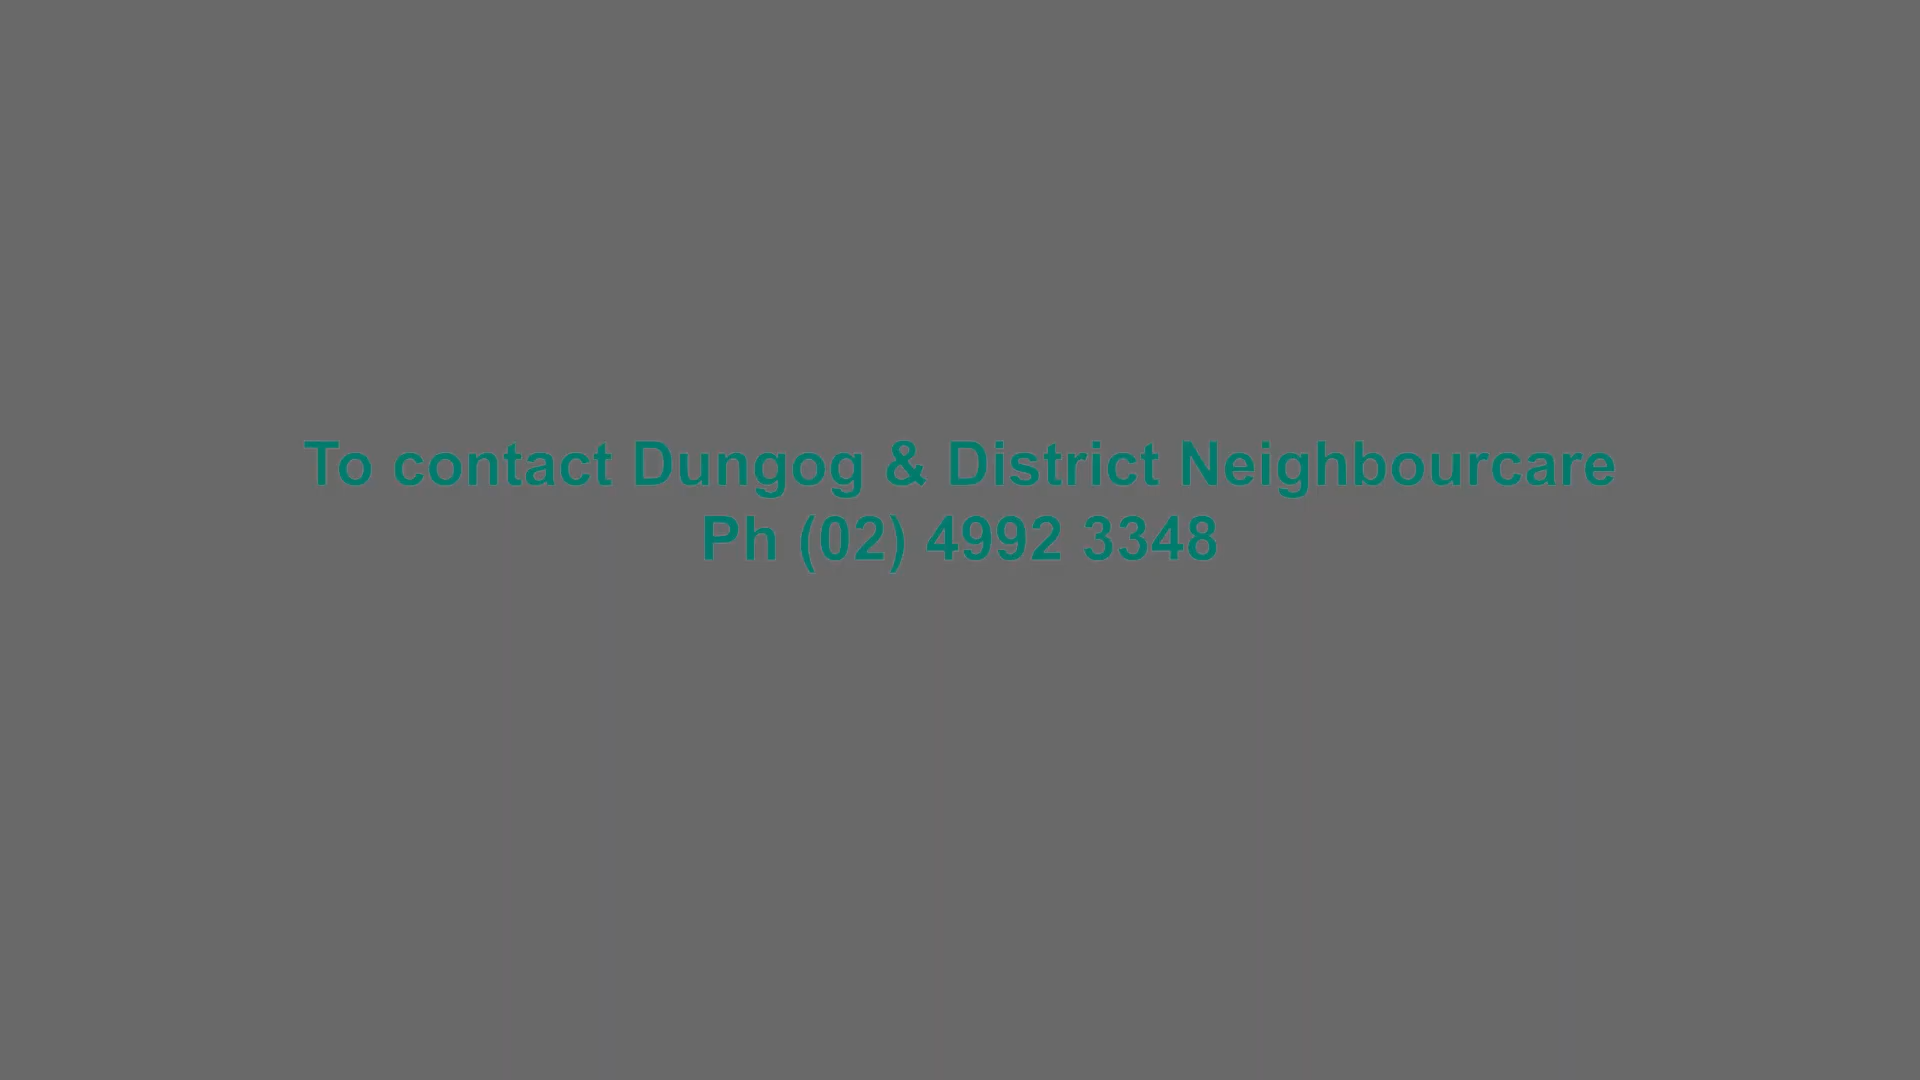 To contact Dungog & District Neighbourcare
Ph (02) 4992 3348